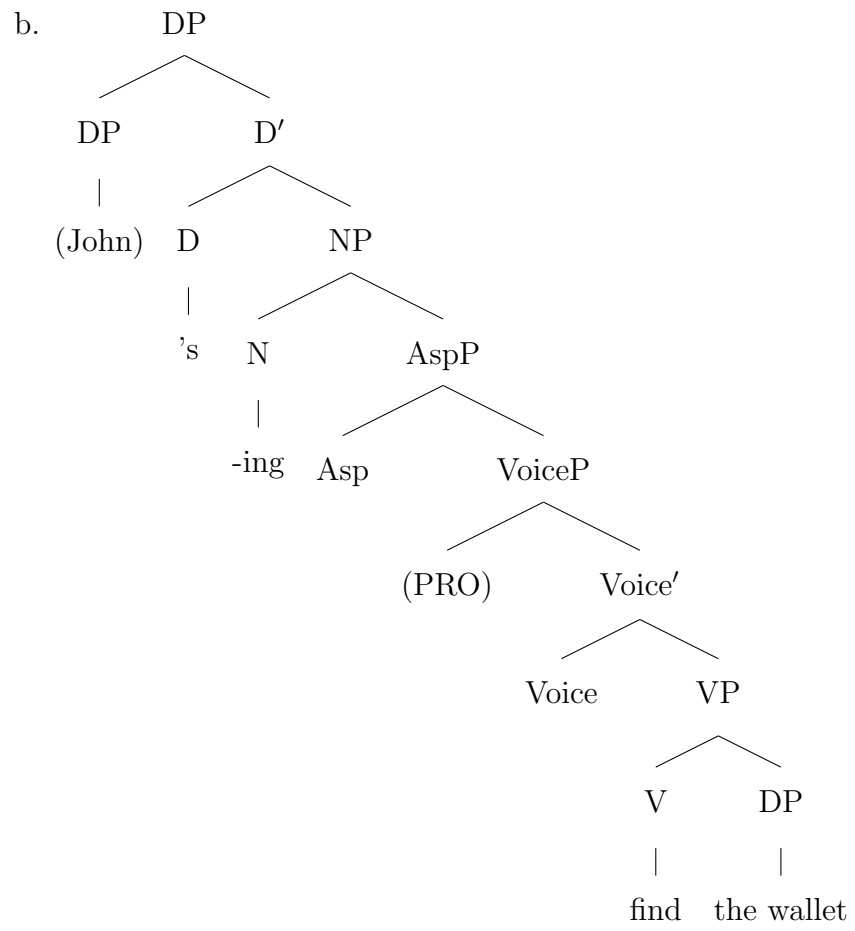 b. DP
DP D′
(John) D NP
's N AspP
-ing Asp VoiceP
(PRO) Voice′
Voice VP
V DP
find the wallet